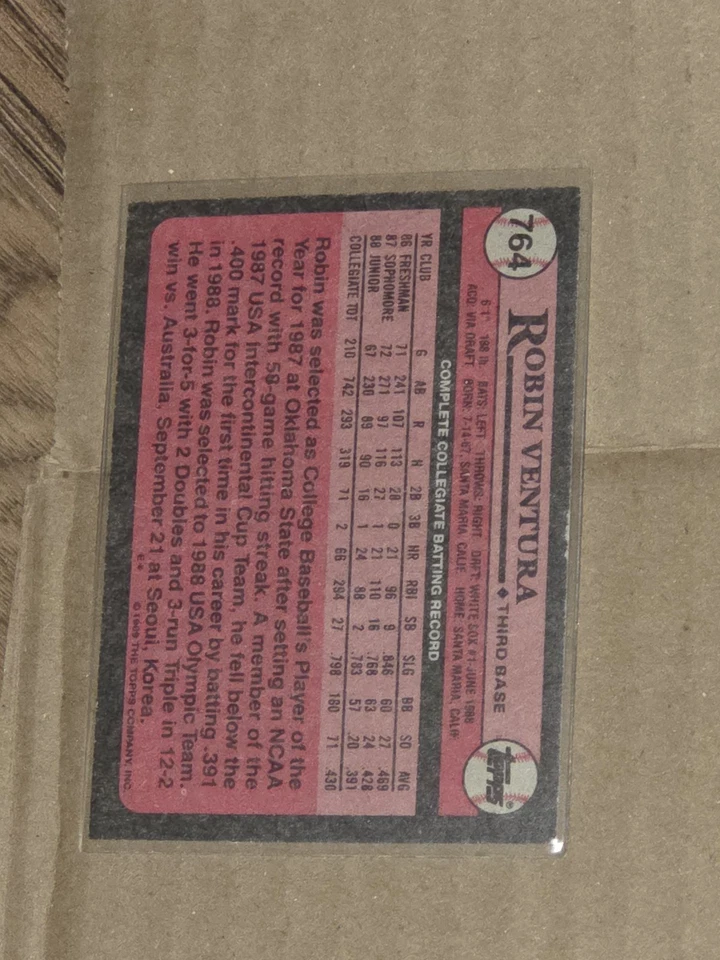 764
ROBIN VENTURA ♦ THIRD BASE
topps®
6'1" 188 lb. BATS: LEFT THROWS: RIGHT DRFT: WHITE SOX #1-JUNE 1988
ACQ: VIA DRAFT BORN: 7-14-67, SANTA MARIA, CALIF. HOME: SANTA MARIA, CALIF.
COMPLETE COLLEGIATE BATTING RECORD
YR CLUB G AB R H 2B 3B HR RBI SB SLG BB SO AVG
86 FRESHMAN 71 241 107 113 28 0 21 96 9 .846 60 27 .469
87 SOPHOMORE 72 271 97 116 27 1 21 110 16 .768 63 24 .428
88 JUNIOR 67 230 89 90 16 1 24 88 2 .783 57 20 .391
COLLEGIATE TOT 210 742 293 319 71 2 66 294 27 .798 180 71 .430
Robin was selected as College Baseball's Player of the
Year for 1987 at Oklahoma State after setting an NCAA
record with 58-game hitting streak. A member of the
1987 USA Intercontinental Cup Team, he fell below the
.400 mark for the first time in his career by batting .391
in 1988. Robin was selected to 1988 USA Olympic Team.
He went 3-for-5 with 2 Doubles and 3-run Triple in 12-2
win vs. Australia, September 21 at Seoul, Korea.
© 1989 THE TOPPS COMPANY, INC.